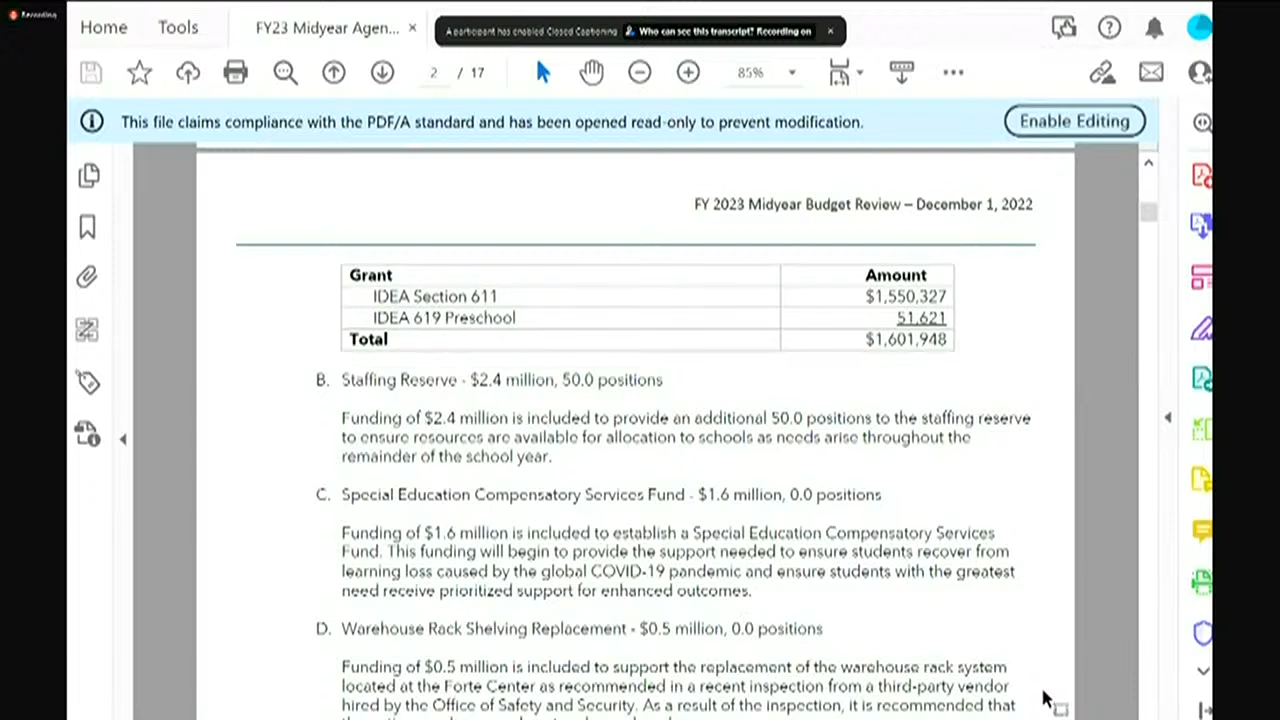 Recording
Home
Tools
FY23 Midyear Agen... ×
A participant has enabled Closed Captioning Who can see this transcript? Recording on ×
2 / 17
85%
This file claims compliance with the PDF/A standard and has been opened read-only to prevent modification.
Enable Editing
FY 2023 Midyear Budget Review – December 1, 2022
Grant Amount
IDEA Section 611 $1,550,327
IDEA 619 Preschool 51,621
Total $1,601,948
B. Staffing Reserve - $2.4 million, 50.0 positions
Funding of $2.4 million is included to provide an additional 50.0 positions to the staffing reserve
to ensure resources are available for allocation to schools as needs arise throughout the
remainder of the school year.
C. Special Education Compensatory Services Fund - $1.6 million, 0.0 positions
Funding of $1.6 million is included to establish a Special Education Compensatory Services
Fund. This funding will begin to provide the support needed to ensure students recover from
learning loss caused by the global COVID-19 pandemic and ensure students with the greatest
need receive prioritized support for enhanced outcomes.
D. Warehouse Rack Shelving Replacement - $0.5 million, 0.0 positions
Funding of $0.5 million is included to support the replacement of the warehouse rack system
located at the Forte Center as recommended in a recent inspection from a third-party vendor
hired by the Office of Safety and Security. As a result of the inspection, it is recommended that